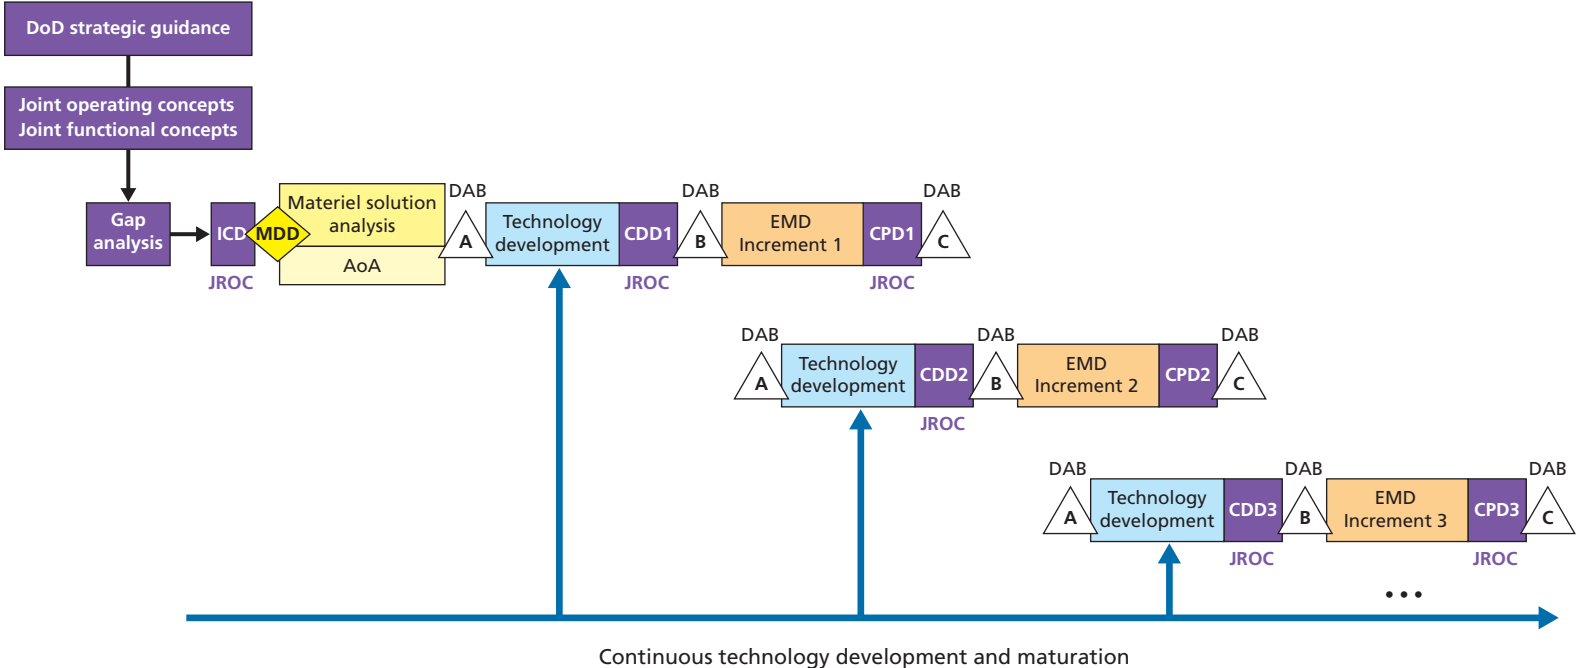 DoD strategic guidance
Joint operating concepts
Joint functional concepts
Gap
analysis
ICD
JROC
MDD
Materiel solution
analysis
AoA
DAB
A
Technology
development
CDD1
JROC
DAB
B
EMD
Increment 1
CPD1
JROC
DAB
C
DAB
A
Technology
development
CDD2
JROC
DAB
B
EMD
Increment 2
CPD2
DAB
C
DAB
A
Technology
development
CDD3
JROC
DAB
B
EMD
Increment 3
CPD3
JROC
DAB
C
...
Continuous technology development and maturation